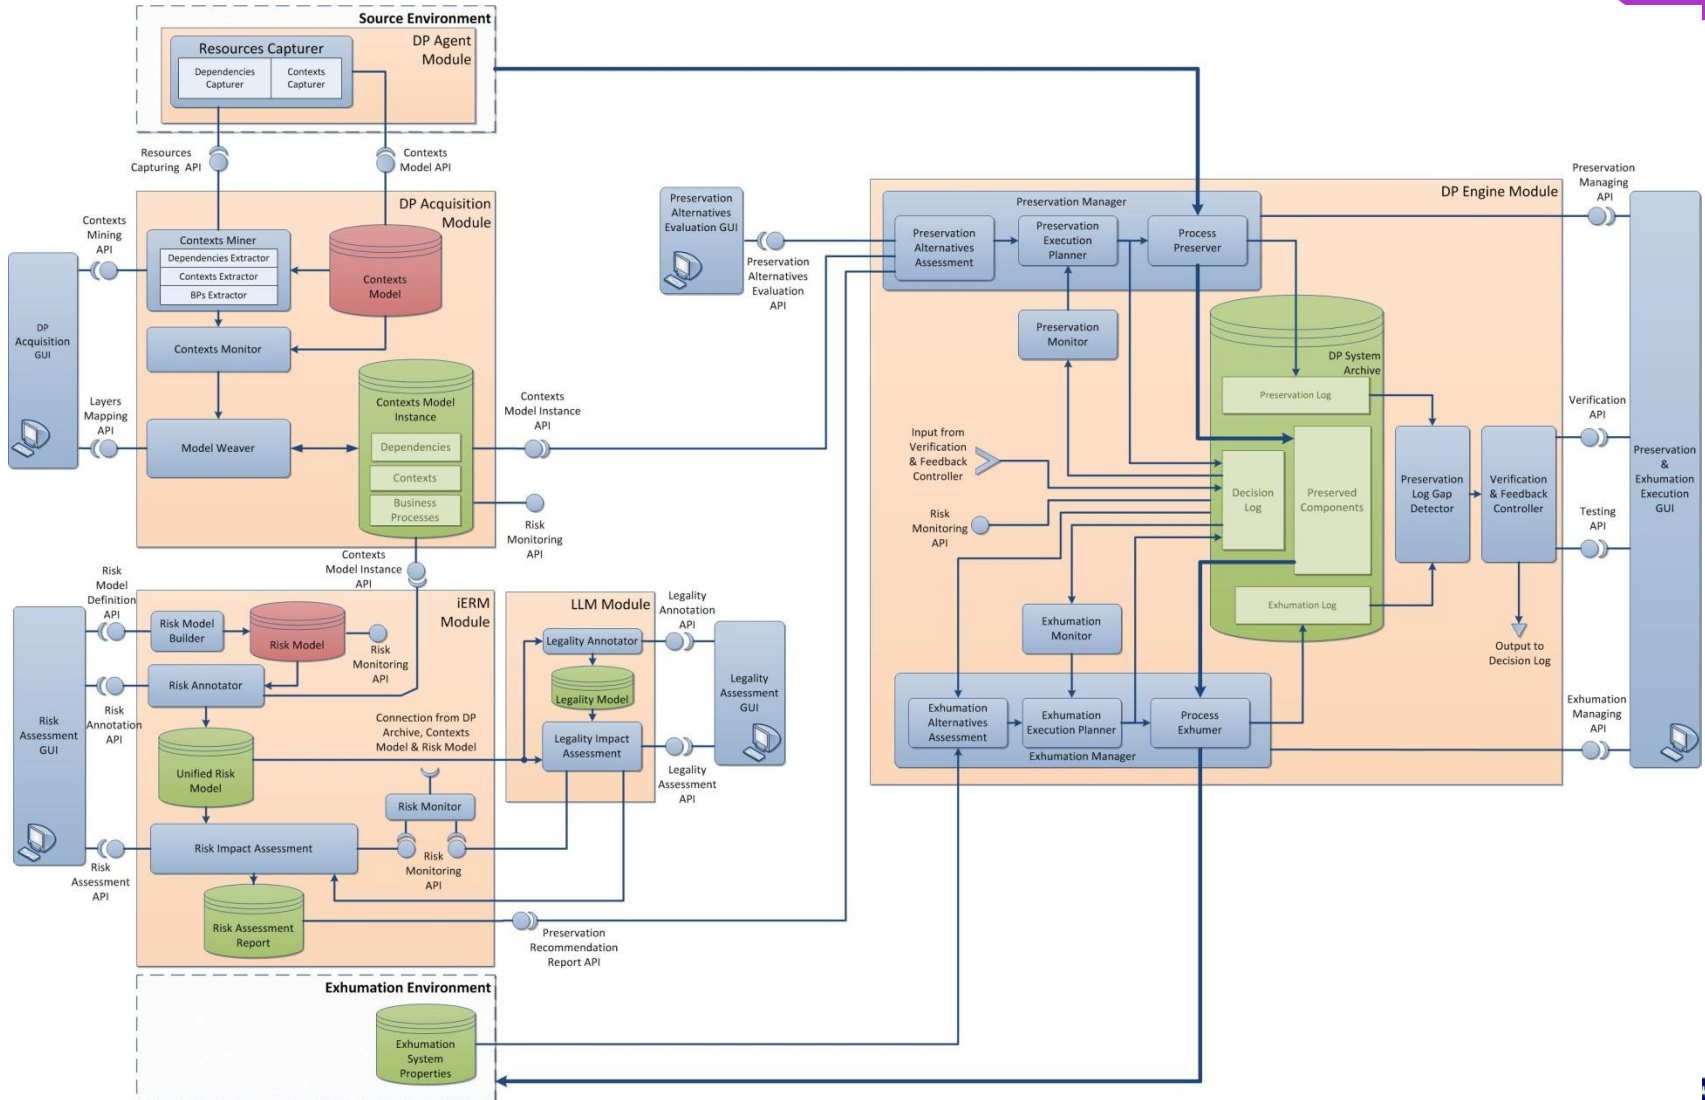 Source Environment
DP Agent
Module
Resources Capturer
Dependencies
Capturer
Contexts
Capturer
Resources
Capturing API
Contexts
Model API
DP Acquisition
Module
Contexts
Mining
API
Contexts Miner
Dependencies Extractor
Contexts Extractor
BPs Extractor
Contexts
Model
DP
Acquisition
GUI
Contexts Monitor
Layers
Mapping
API
Model Weaver
Contexts Model
Instance
Dependencies
Contexts
Business
Processes
Contexts
Model Instance
API
Risk
Monitoring
API
Contexts
Model Instance
API
Risk
Model
Definition
API
iERM
Module
Risk Model
Builder
Risk Model
Risk
Monitoring
API
Risk Annotator
Risk
Annotation
API
Risk
Assessment
GUI
Connection from DP
Archive, Contexts
Model & Risk Model
Unified Risk
Model
Risk Monitor
Risk Impact Assessment
Risk
Monitoring
API
Risk
Assessment
API
Risk Assessment
Report
LLM Module
Legality
Annotation
API
Legality Annotator
Legality Model
Legality Impact
Assessment
Legality
Assessment
GUI
Legality
Assessment
API
Preservation
Recommendation
Report API
Exhumation Environment
Exhumation
System
Properties
Preservation
Alternatives
Evaluation GUI
Preservation
Alternatives
Evaluation
API
DP Engine Module
Preservation Manager
Preservation
Alternatives
Assessment
Preservation
Execution
Planner
Process
Preserver
Preservation
Monitor
DP System
Archive
Preservation Log
Input from
Verification
& Feedback
Controller
Risk
Monitoring
API
Decision
Log
Preserved
Components
Exhumation Log
Preservation
Log Gap
Detector
Verification
& Feedback
Controller
Output to
Decision Log
Exhumation
Monitor
Exhumation
Alternatives
Assessment
Exhumation
Execution Planner
Process
Exhumer
Exhumation Manager
Preservation
Managing
API
Verification
API
Testing
API
Exhumation
Managing
API
Preservation
&
Exhumation
Execution
GUI